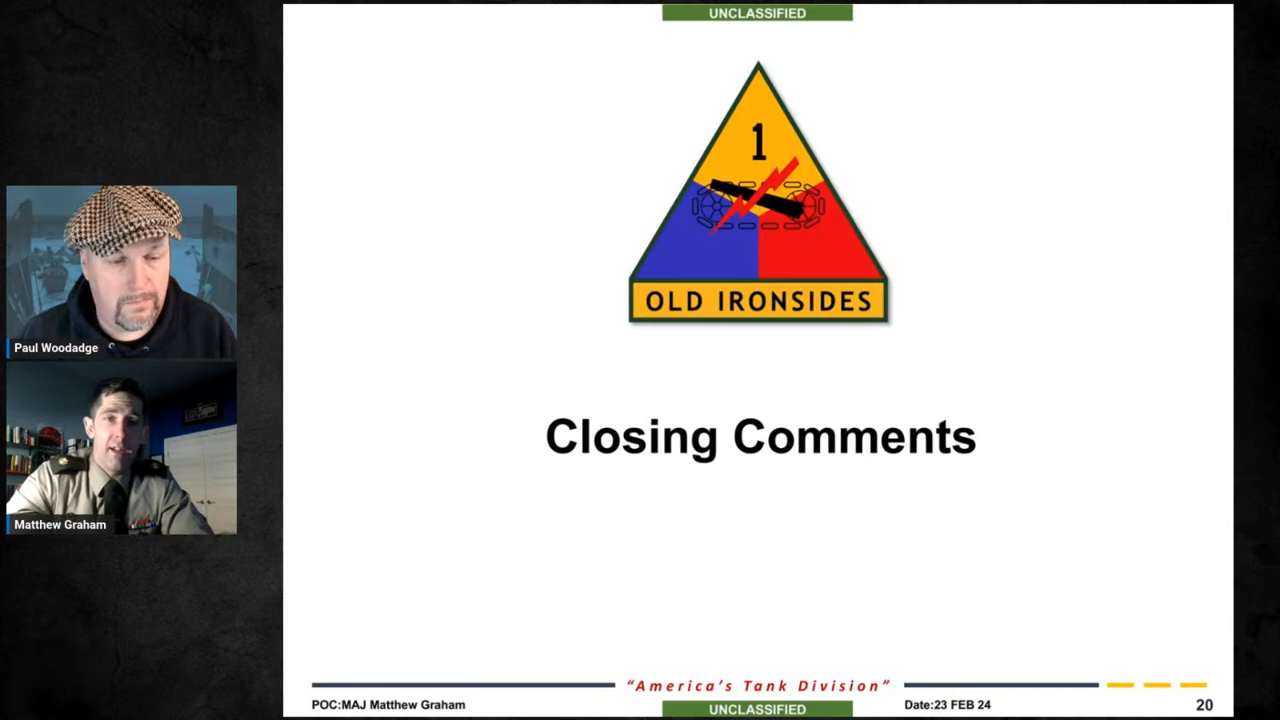 UNCLASSIFIED
1
OLD IRONSIDES
Paul Woodadge
Closing Comments
Matthew Graham
"America's Tank Division"
POC:MAJ Matthew Graham
UNCLASSIFIED
Date:23 FEB 24
20